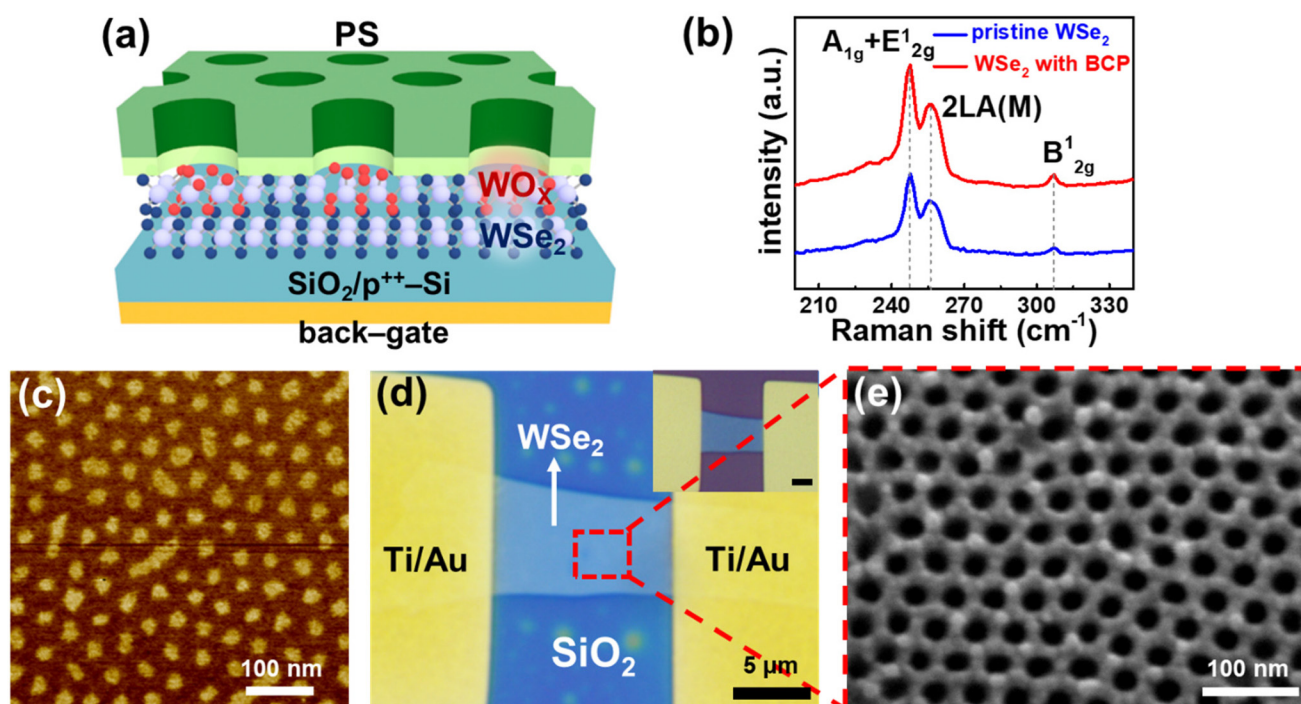 (a)
PS
WOₓ
WSe₂
SiO₂/p⁺⁺–Si
back–gate
(b)
A₁g+E¹₂g
pristine WSe₂
WSe₂ with BCP
2LA(M)
B¹₂g
intensity (a.u.)
210 240 270 300 330
Raman shift (cm⁻¹)
(c)
100 nm
(d)
WSe₂
Ti/Au
Ti/Au
SiO₂
5 μm
(e)
100 nm